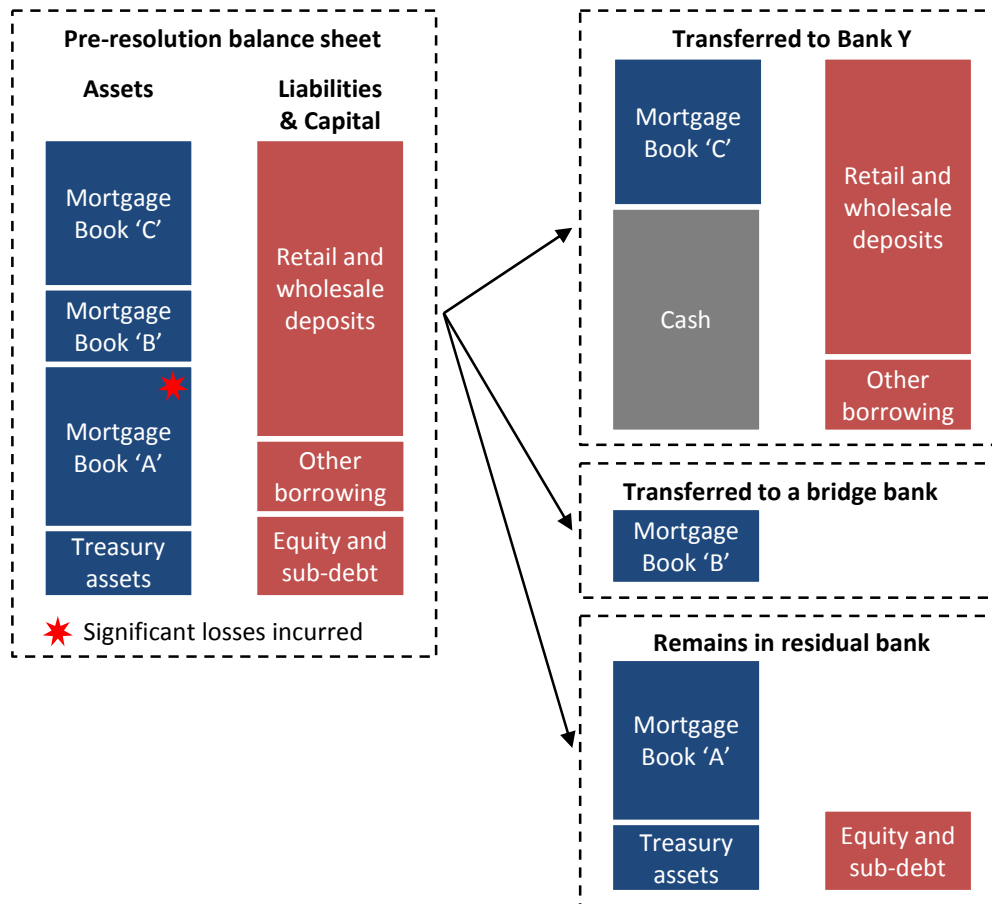 Pre-resolution balance sheet
Assets
Liabilities
& Capital
Mortgage
Book ‘C’
Mortgage
Book ‘B’
Mortgage
Book ‘A’
Treasury
assets
Retail and
wholesale
deposits
Other
borrowing
Equity and
sub-debt
Significant losses incurred
Transferred to Bank Y
Mortgage
Book ‘C’
Cash
Retail and
wholesale
deposits
Other
borrowing
Transferred to a bridge bank
Mortgage
Book ‘B’
Remains in residual bank
Mortgage
Book ‘A’
Treasury
assets
Equity and
sub-debt